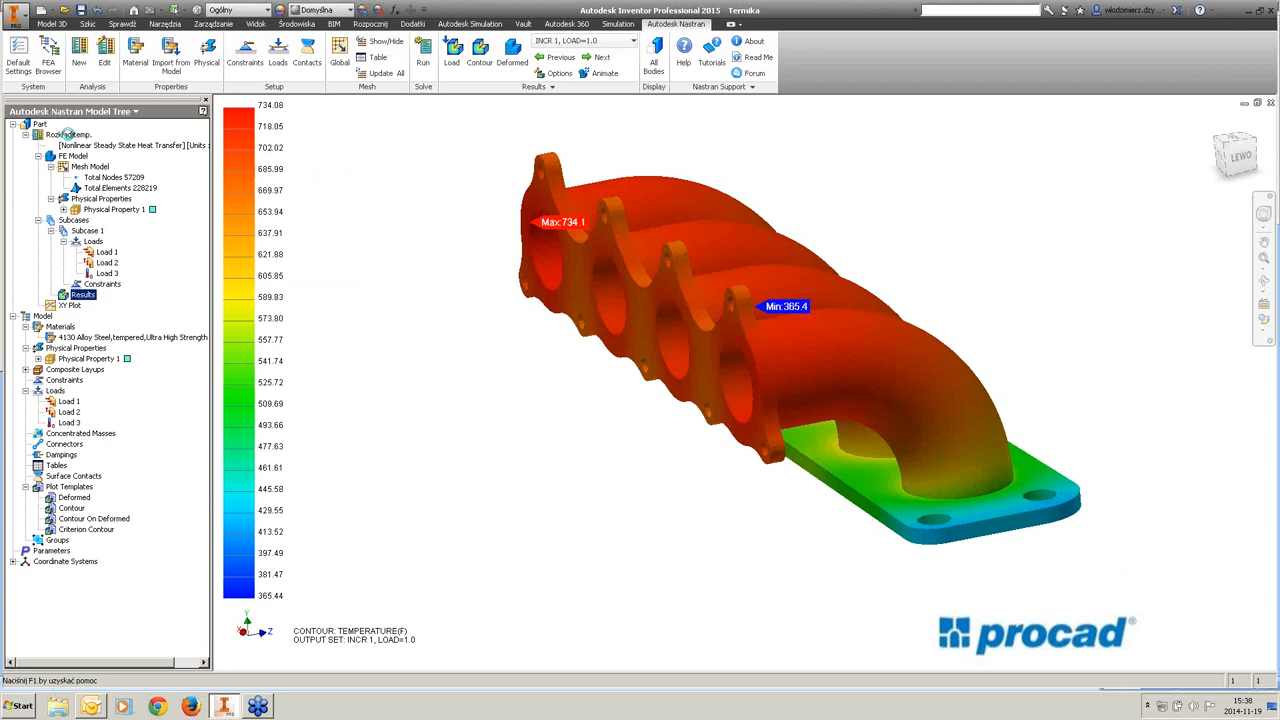 Ogólny
Domyślna
Autodesk Inventor Professional 2015   Termika
wlodzimierz.dzy...
Model 3D   Szkic   Sprawdź   Narzędzia   Zarządzanie   Widok   Środowiska   BIM   Rozpocznij   Dodatki   Autodesk Simulation   Vault   Autodesk 360   Simulation   Autodesk Nastran
Default Settings
FEA Browser
New
Edit
Material
Import from Model
Physical
Constraints
Loads
Contacts
Global
Show/Hide
Table
Update All
Run
Load
Contour
Deformed
INCR 1, LOAD=1.0
Previous
Next
Options
Animate
All Bodies
Help
Tutorials
About
Read Me
Forum
System   Analysis   Properties   Setup   Mesh   Solve   Results   Display   Nastran Support
Autodesk Nastran Model Tree
Part
[Nonlinear Steady State Heat Transfer] [Units :
FE Model
Mesh Model
Total Nodes 57209
Total Elements 228219
Physical Properties
Physical Property 1
Subcases
Subcase 1
Loads
Load 1
Load 2
Load 3
Constraints
Results
XY Plot
Model
Materials
4130 Alloy Steel,tempered,Ultra High Strength
Physical Properties
Physical Property 1
Composite Layups
Constraints
Loads
Load 1
Load 2
Load 3
Concentrated Masses
Connectors
Dampings
Tables
Surface Contacts
Plot Templates
Deformed
Contour
Contour On Deformed
Criterion Contour
Groups
Parameters
Coordinate Systems
734.08
718.05
702.02
685.99
669.97
653.94
637.91
621.88
605.85
589.83
573.80
557.77
541.74
525.72
509.69
493.66
477.63
461.61
445.58
429.55
413.52
397.49
381.47
365.44
Max:734.1
Min:365.4
LEWO
Y
X
Z
CONTOUR: TEMPERATURE(F)
OUTPUT SET: INCR 1, LOAD=1.0
procad®
Naciśnij F1,by uzyskać pomoc
1   1
Start
15:38
2014-11-19